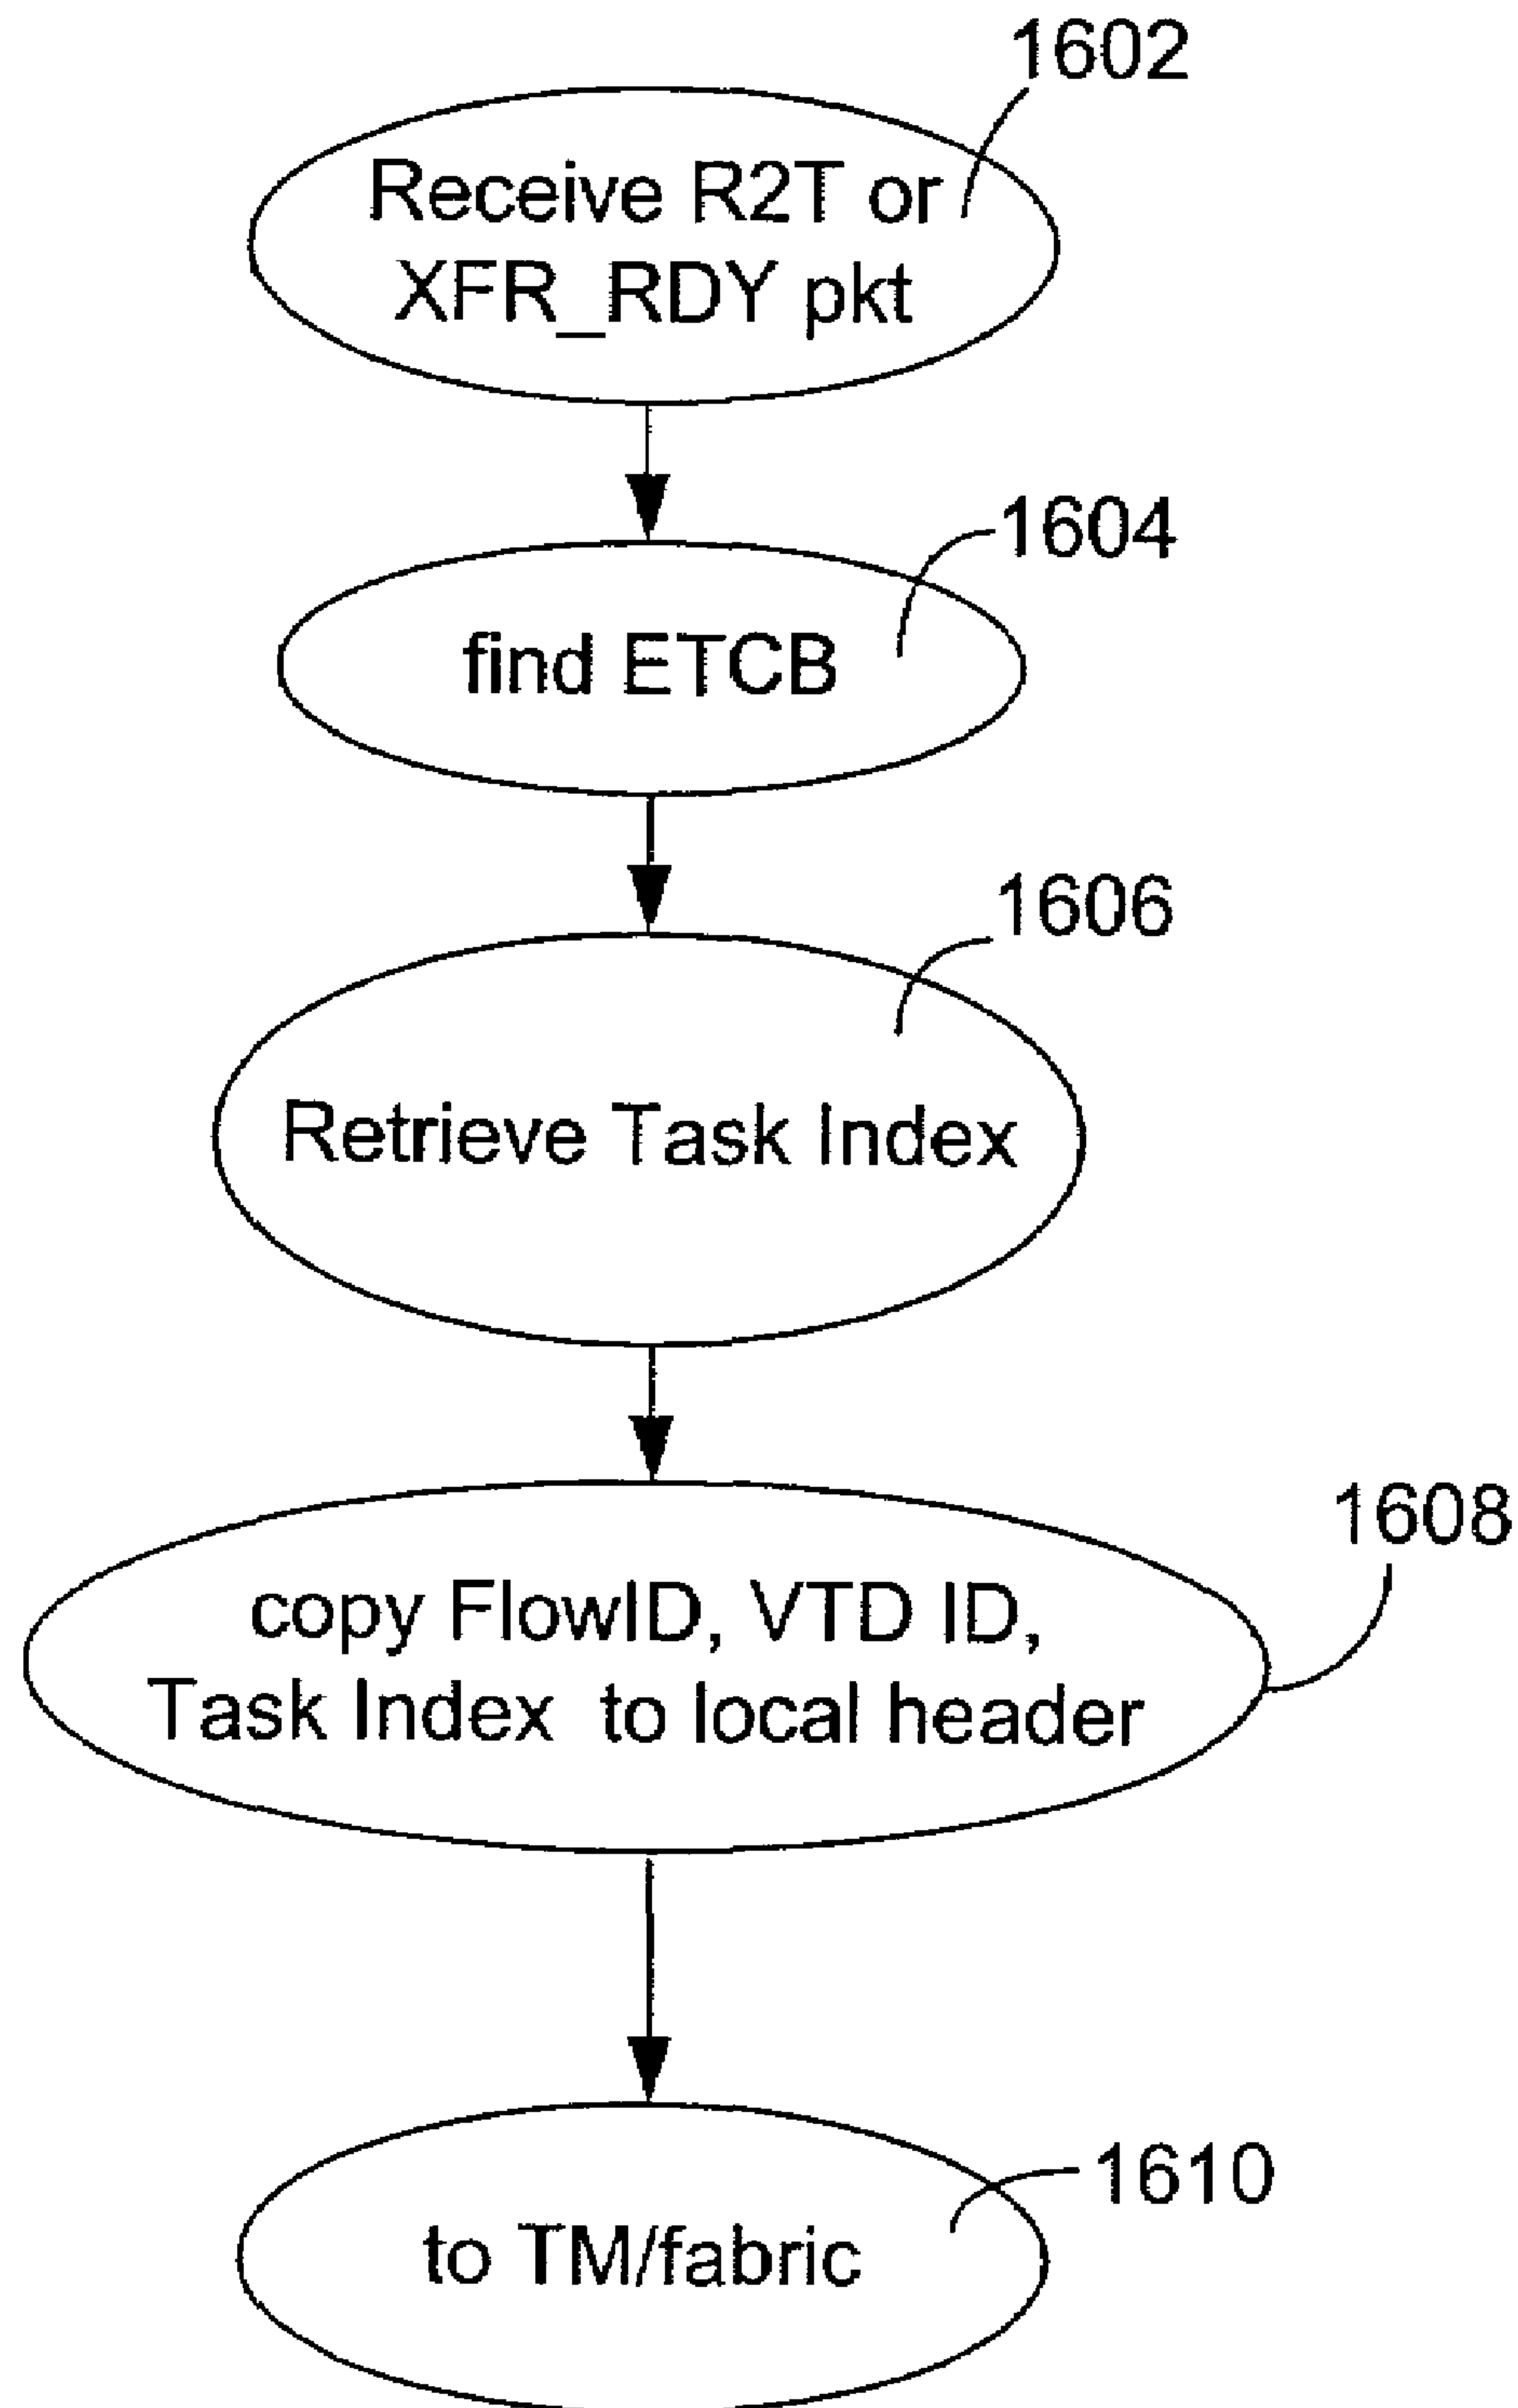 1602
Receive R2T or
XFR_RDY pkt
1604
find ETCB
1606
Retrieve Task Index
1608
copy FlowID, VTD ID,
Task Index to local header
1610
to TM/fabric